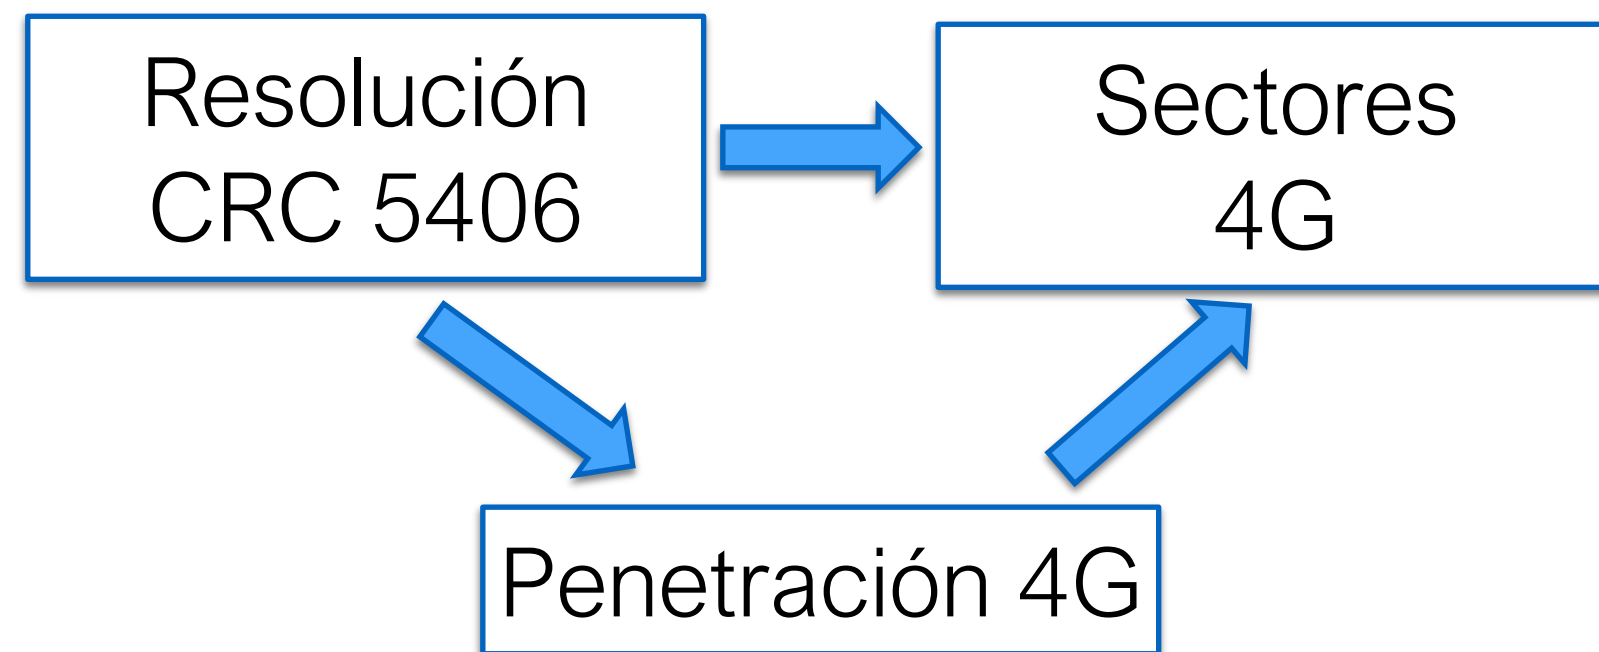 Resolución
CRC 5406
Sectores
4G
Penetración 4G